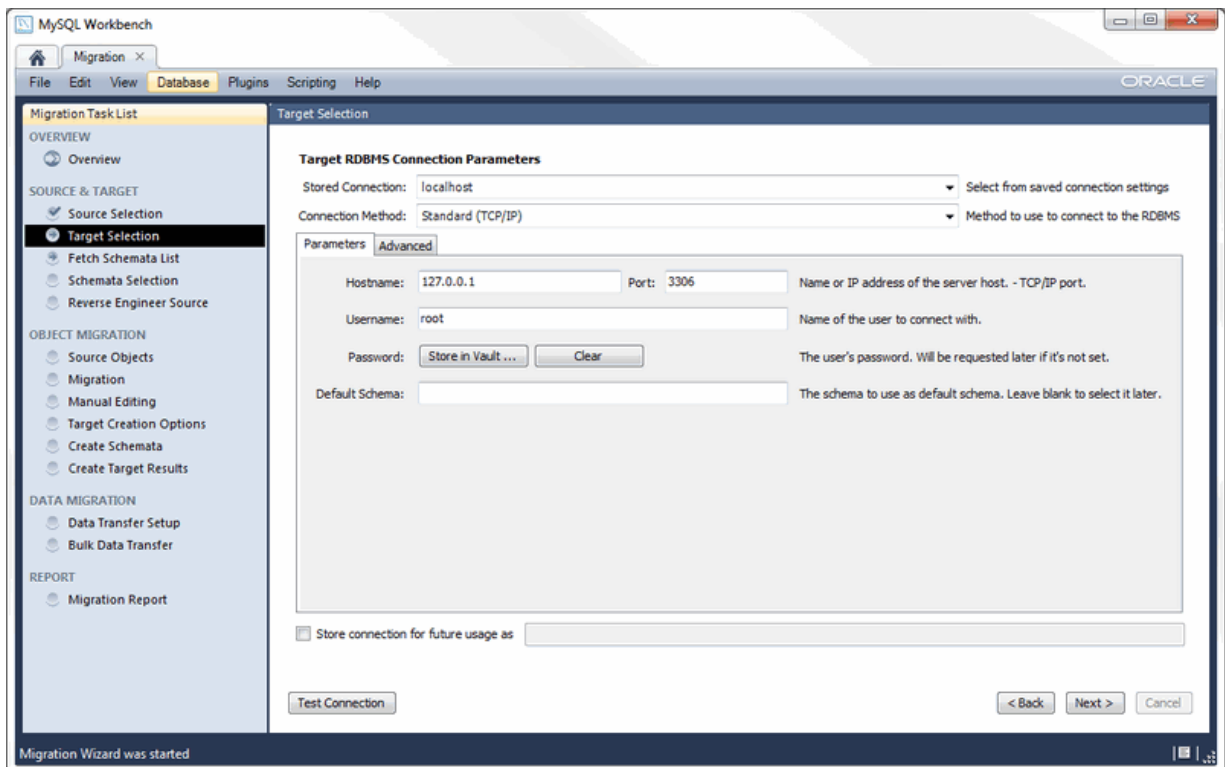 MySQL Workbench
Migration ×
File Edit View Database Plugins Scripting Help ORACLE
Migration Task List
OVERVIEW
Overview
SOURCE & TARGET
Source Selection
Target Selection
Fetch Schemata List
Schemata Selection
Reverse Engineer Source
OBJECT MIGRATION
Source Objects
Migration
Manual Editing
Target Creation Options
Create Schemata
Create Target Results
DATA MIGRATION
Data Transfer Setup
Bulk Data Transfer
REPORT
Migration Report
Target Selection
Target RDBMS Connection Parameters
Stored Connection: localhost Select from saved connection settings
Connection Method: Standard (TCP/IP) Method to use to connect to the RDBMS
Parameters Advanced
Hostname: 127.0.0.1 Port: 3306 Name or IP address of the server host. - TCP/IP port.
Username: root Name of the user to connect with.
Password: Store in Vault ... Clear The user's password. Will be requested later if it's not set.
Default Schema: The schema to use as default schema. Leave blank to select it later.
Store connection for future usage as
Test Connection < Back Next > Cancel
Migration Wizard was started